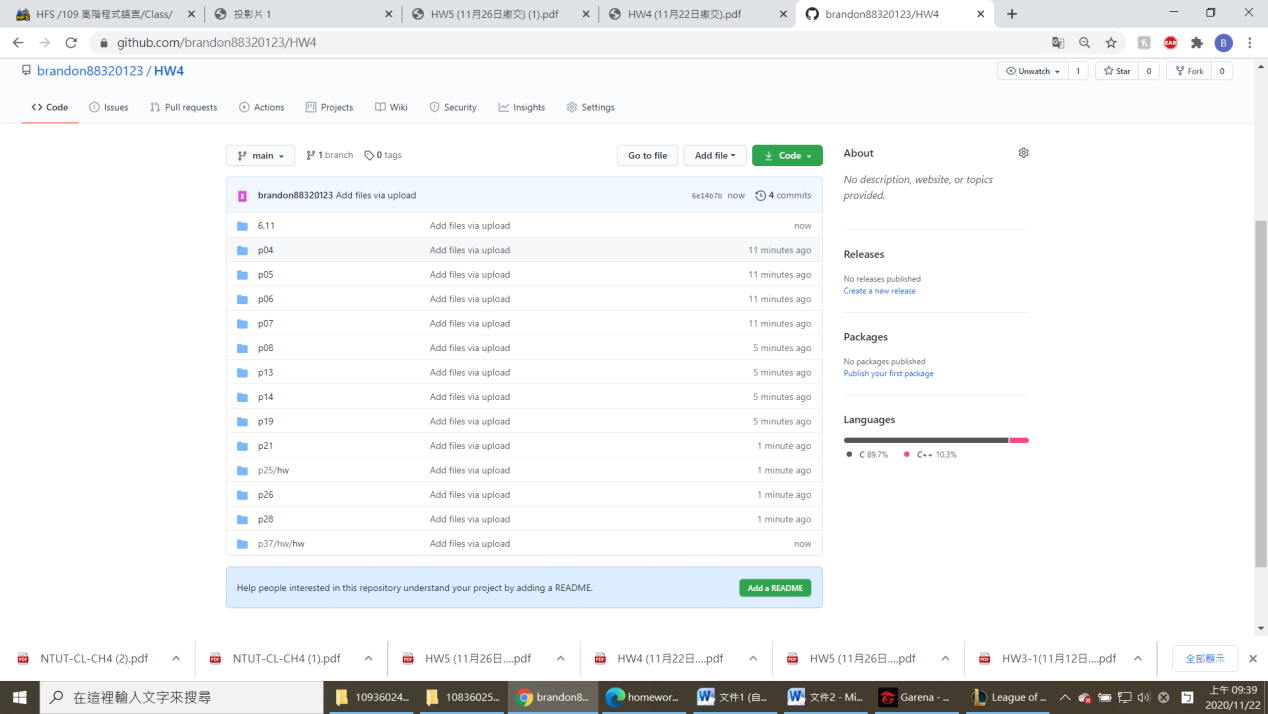 HFS /109 高階程式語言/Class/
投影片 1
HW5 (11月26日繳交) (1).pdf
HW4 (11月22日繳交).pdf
brandon88320123/HW4
github.com/brandon88320123/HW4
brandon88320123 / HW4
Unwatch 1
Star 0
Fork 0
Code
Issues
Pull requests
Actions
Projects
Wiki
Security
Insights
Settings
main
1 branch
0 tags
Go to file
Add file
Code
brandon88320123 Add files via upload 6e14b7b now 4 commits
6.11 Add files via upload now
p04 Add files via upload 11 minutes ago
p05 Add files via upload 11 minutes ago
p06 Add files via upload 11 minutes ago
p07 Add files via upload 11 minutes ago
p08 Add files via upload 5 minutes ago
p13 Add files via upload 5 minutes ago
p14 Add files via upload 5 minutes ago
p19 Add files via upload 5 minutes ago
p21 Add files via upload 1 minute ago
p25/hw Add files via upload 1 minute ago
p26 Add files via upload 1 minute ago
p28 Add files via upload 1 minute ago
p37/hw/hw Add files via upload now
Help people interested in this repository understand your project by adding a README.
Add a README
About
No description, website, or topics
provided.
Releases
No releases published
Create a new release
Packages
No packages published
Publish your first package
Languages
C 89.7%
C++ 10.3%
NTUT-CL-CH4 (2).pdf
NTUT-CL-CH4 (1).pdf
HW5 (11月26日....pdf
HW4 (11月22日....pdf
HW5 (11月26日....pdf
HW3-1(11月12日....pdf
全部顯示
在這裡輸入文字來搜尋
10936024...
10836025...
brandon8...
homewor...
文件1 (自...
文件2 - Mi...
Garena - ...
League of ...
上午 09:39
2020/11/22